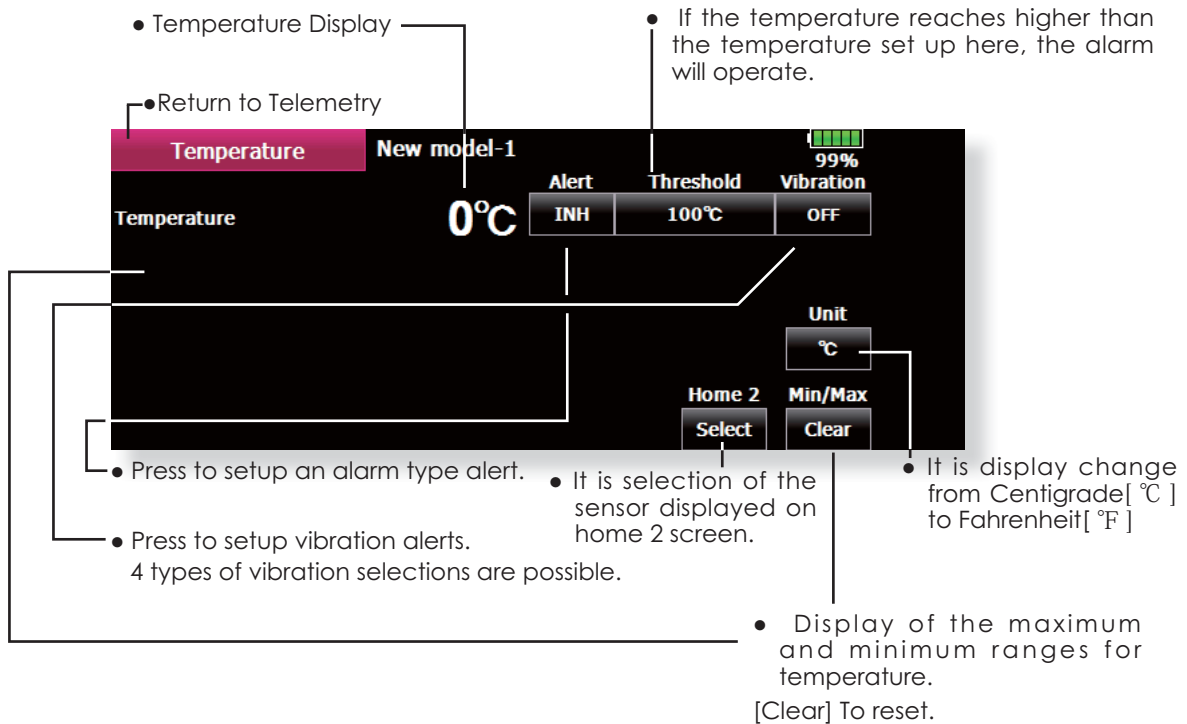 ● Temperature Display
● If the temperature reaches higher than
the temperature set up here, the alarm
will operate.
●Return to Telemetry
Temperature
New model-1
99%
Alert
Threshold
Vibration
Temperature
0℃
INH
100℃
OFF
Unit
℃
Home 2
Min/Max
Select
Clear
● Press to setup an alarm type alert.
● It is selection of the
sensor displayed on
home 2 screen.
● It is display change
from Centigrade[ ℃ ]
to Fahrenheit[ ℉ ]
● Press to setup vibration alerts.
4 types of vibration selections are possible.
● Display of the maximum
and minimum ranges for
temperature.
[Clear] To reset.